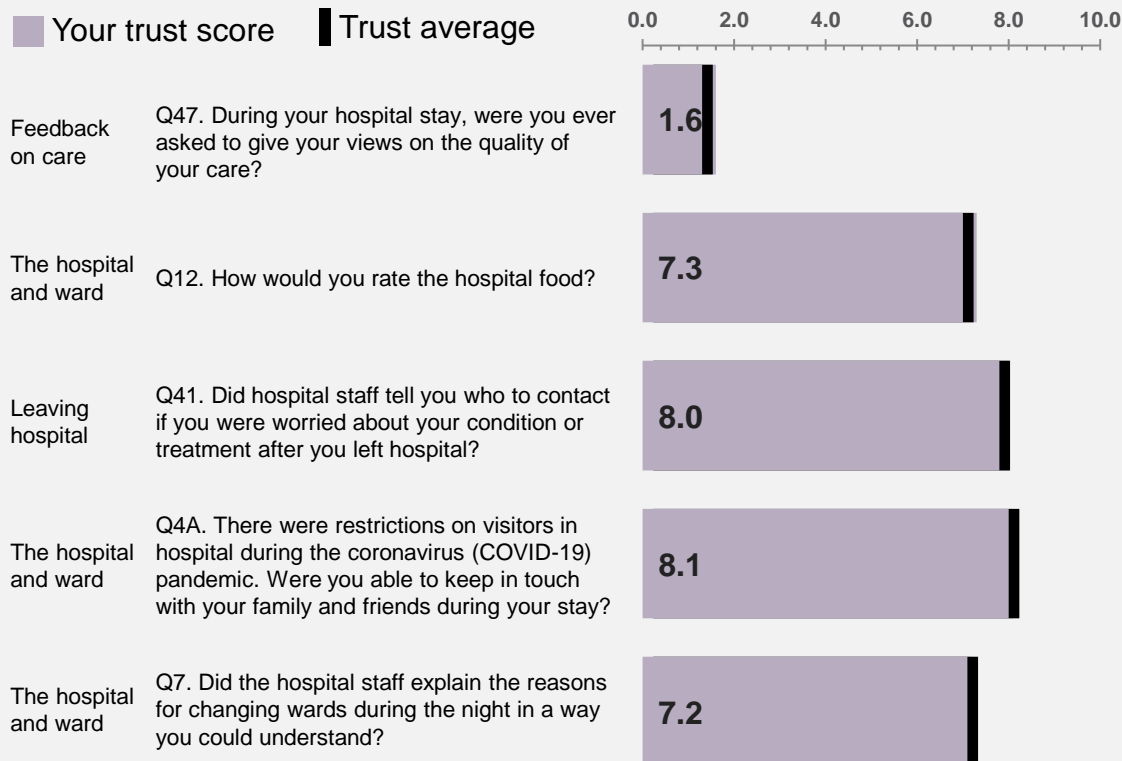 Your trust score
Trust average
0.0 2.0 4.0 6.0 8.0 10.0
Feedback
on care
Q47. During your hospital stay, were you ever
asked to give your views on the quality of
your care?
1.6
The hospital
and ward
Q12. How would you rate the hospital food?
7.3
Leaving
hospital
Q41. Did hospital staff tell you who to contact
if you were worried about your condition or
treatment after you left hospital?
8.0
The hospital
and ward
Q4A. There were restrictions on visitors in
hospital during the coronavirus (COVID-19)
pandemic. Were you able to keep in touch
with your family and friends during your stay?
8.1
The hospital
and ward
Q7. Did the hospital staff explain the reasons
for changing wards during the night in a way
you could understand?
7.2